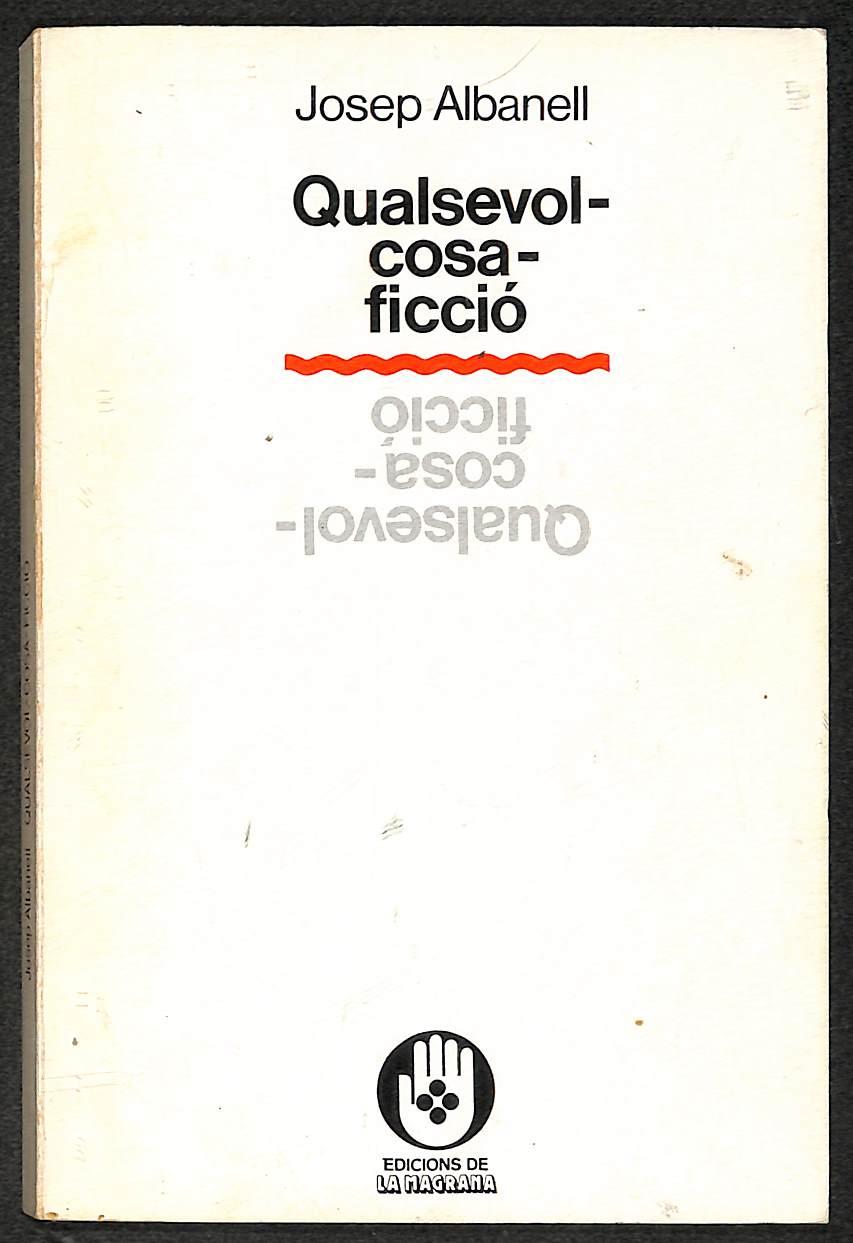 Josep Albanell
Qualsevol-
cosa-
ficció
Qualsevol-
cosa-
ficció
EDICIONS DE
LA MAGRANA
Josep Albanell QUALSEVOL-COSA-FICCIÓ